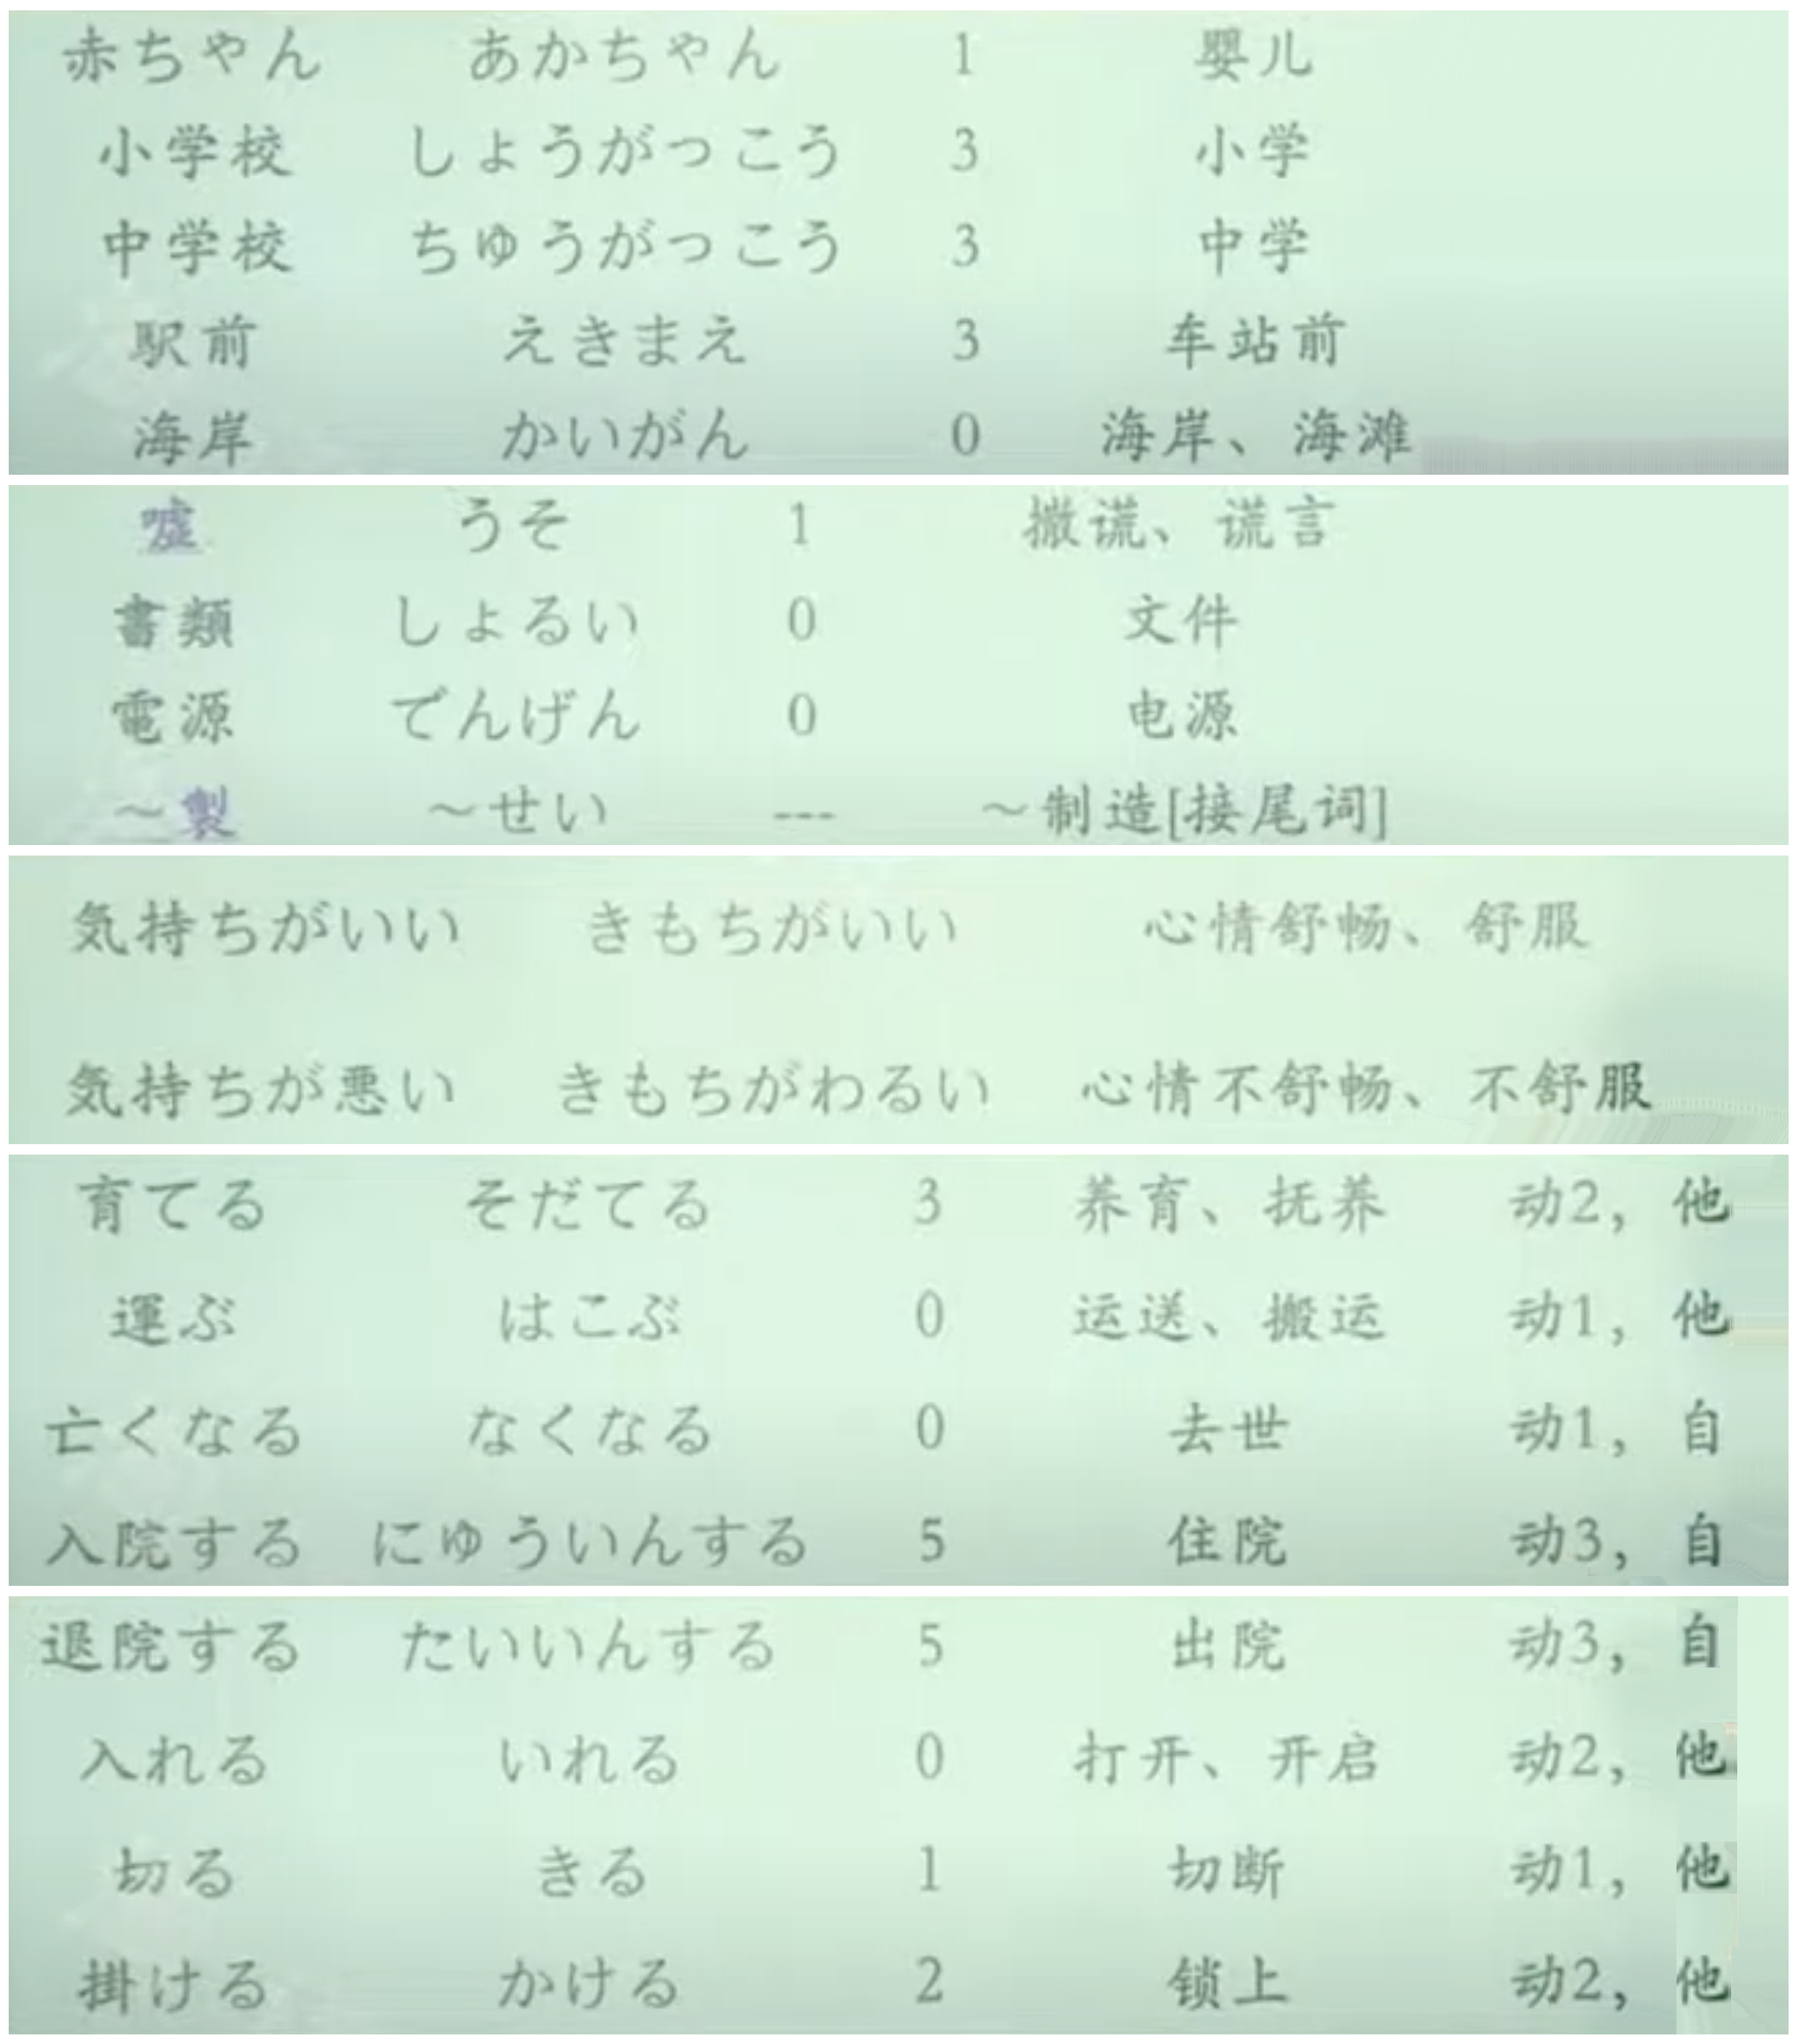 赤ちゃん あかちゃん 1 婴儿
小学校 しょうがっこう 3 小学
中学校 ちゅうがっこう 3 中学
駅前 えきまえ 3 车站前
海岸 かいがん 0 海岸、海滩
嘘 うそ 1 撒谎、谎言
書類 しょるい 0 文件
電源 でんげん 0 电源
～製 ～せい --- ～制造[接尾词]
気持ちがいい きもちがいい 心情舒畅、舒服
気持ちが悪い きもちがわるい 心情不舒畅、不舒服
育てる そだてる 3 养育、抚养 动2, 他
運ぶ はこぶ 0 运送、搬运 动1, 他
亡くなる なくなる 0 去世 动1, 自
入院する にゅういんする 5 住院 动3, 自
退院する たいいんする 5 出院 动3, 自
入れる いれる 0 打开、开启 动2, 他
切る きる 1 切断 动1, 他
掛ける かける 2 锁上 动2, 他